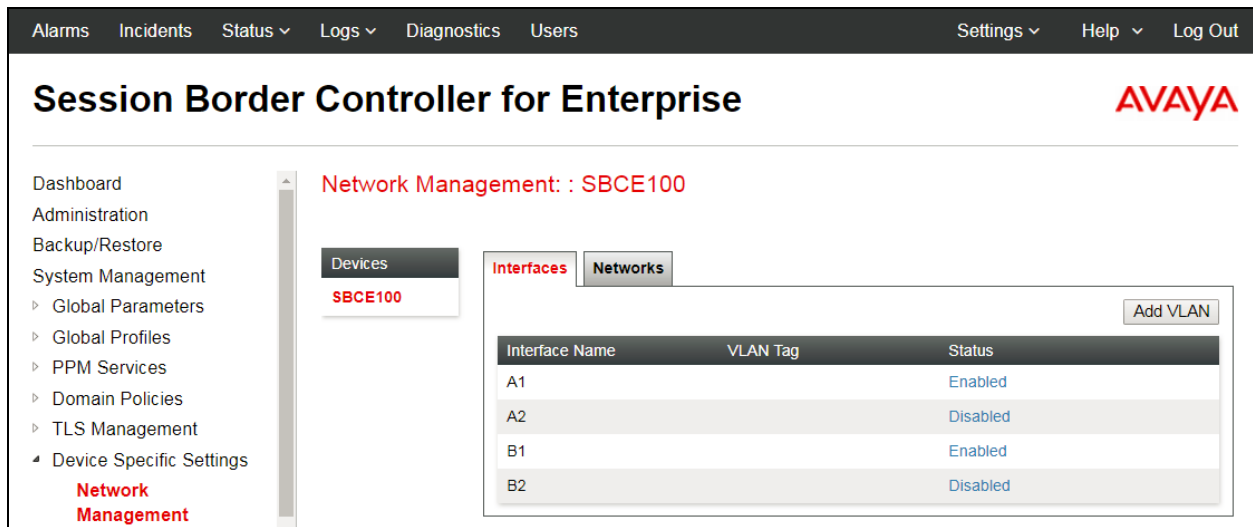 Alarms Incidents Status Logs Diagnostics Users Settings Help Log Out
Session Border Controller for Enterprise
AVAYA
Dashboard
Administration
Backup/Restore
System Management
Global Parameters
Global Profiles
PPM Services
Domain Policies
TLS Management
Device Specific Settings
Network
Management
Network Management: : SBCE100
Devices
SBCE100
Interfaces Networks
Add VLAN
Interface Name VLAN Tag Status
A1 Enabled
A2 Disabled
B1 Enabled
B2 Disabled